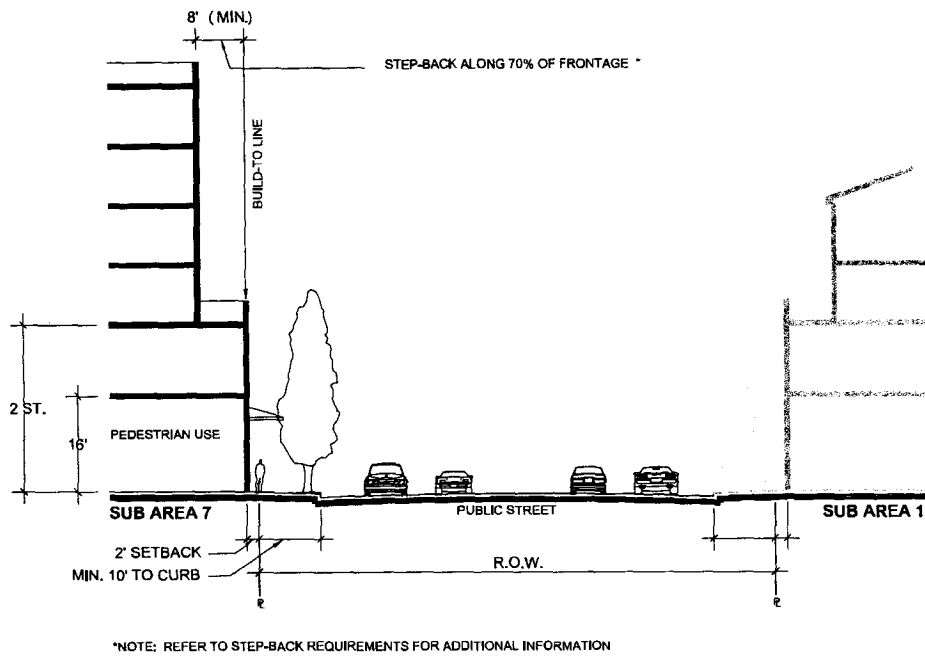 8' (MIN.)
STEP-BACK ALONG 70% OF FRONTAGE *
BUILD-TO LINE
2 ST.
16'
PEDESTRIAN USE
SUB AREA 7
PUBLIC STREET
SUB AREA 1
2' SETBACK
MIN. 10' TO CURB
R.O.W.
*NOTE: REFER TO STEP-BACK REQUIREMENTS FOR ADDITIONAL INFORMATION